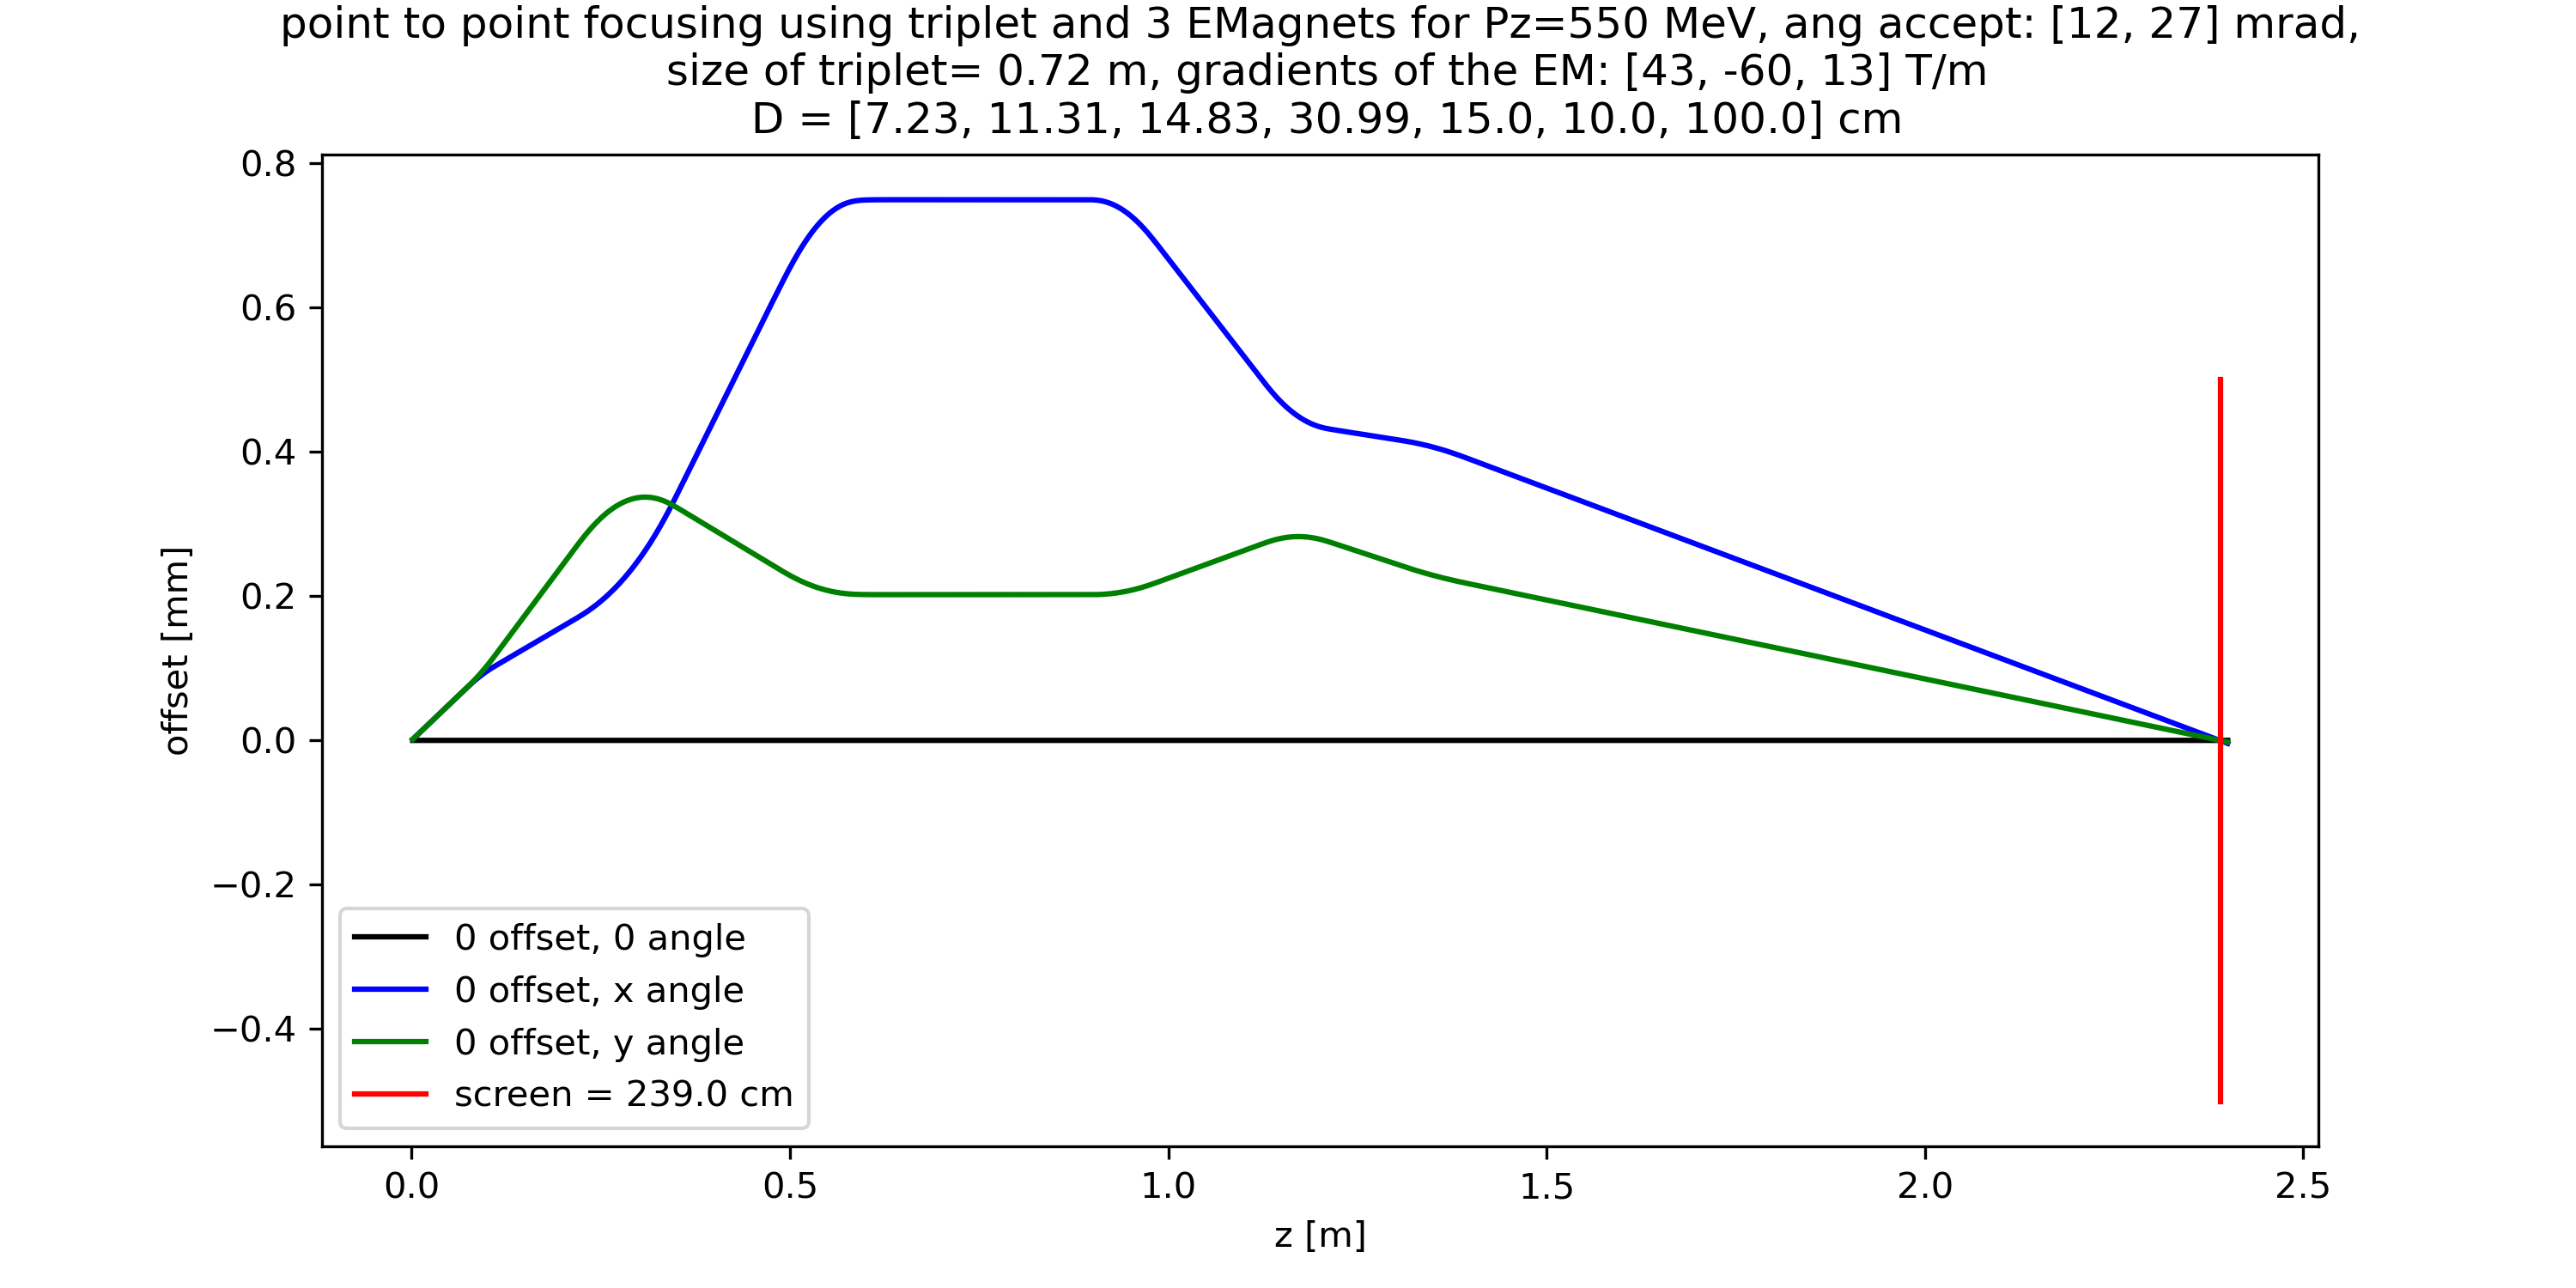 point to point focusing using triplet and 3 EMagnets for Pz=550 MeV, ang accept: [12, 27] mrad,
size of triplet= 0.72 m, gradients of the EM: [43, -60, 13] T/m
D = [7.23, 11.31, 14.83, 30.99, 15.0, 10.0, 100.0] cm
offset [mm]
0.8
0.6
0.4
0.2
0.0
−0.2
−0.4
0 offset, 0 angle
0 offset, x angle
0 offset, y angle
screen = 239.0 cm
0.0 0.5 1.0 1.5 2.0 2.5
z [m]